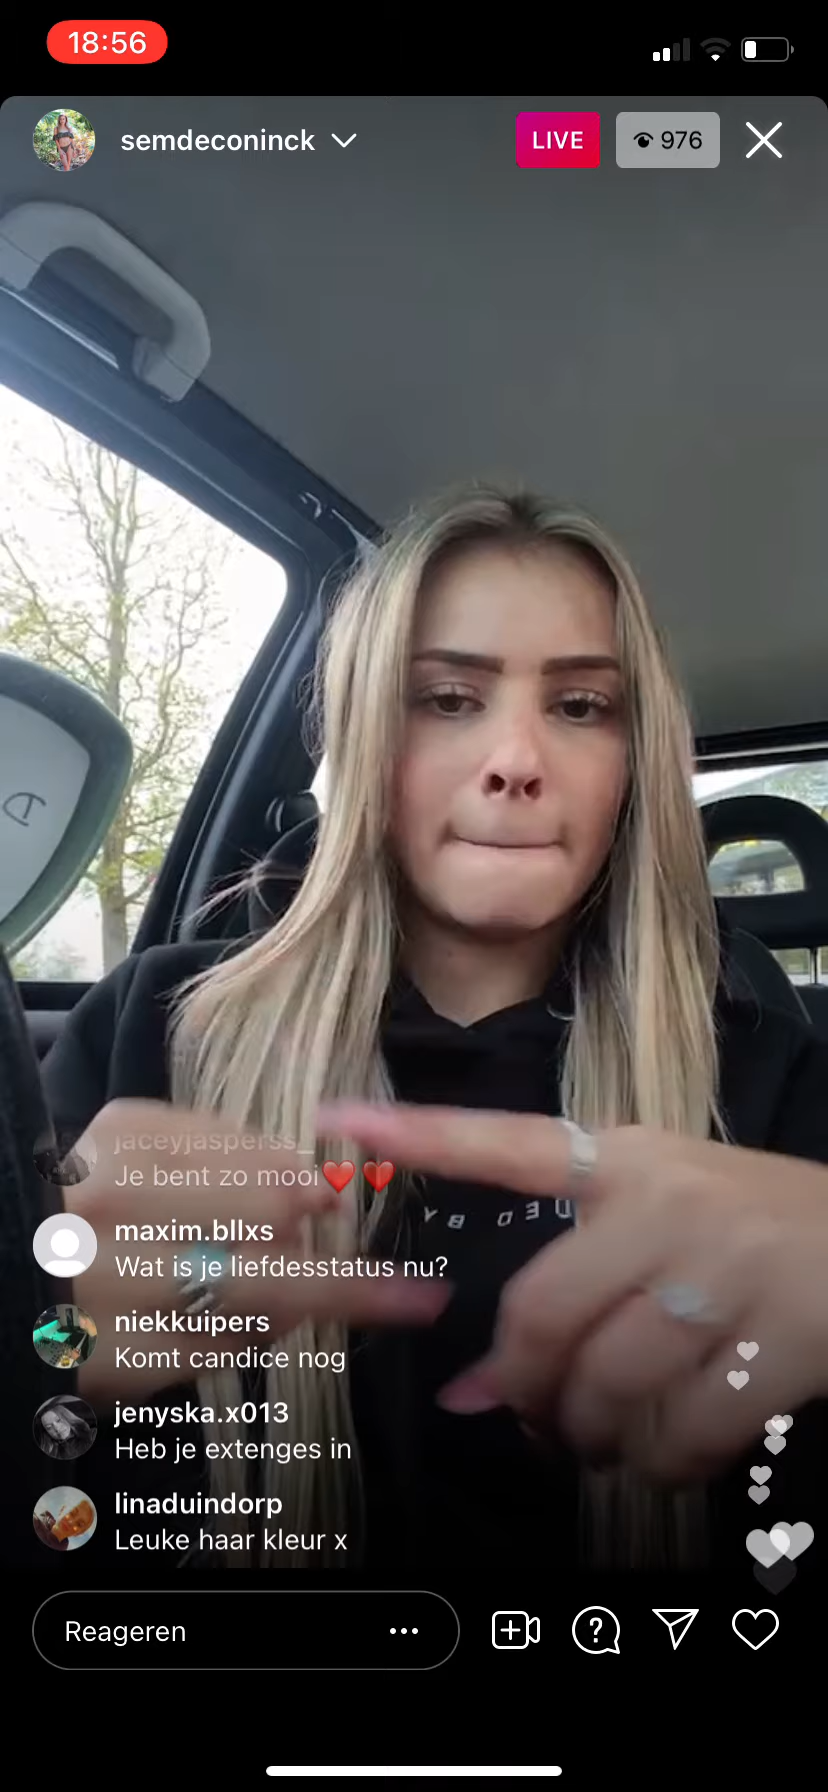 18:56
semdeconinck
LIVE
976
jaceyjasperss_
Je bent zo mooi❤️❤️
maxim.bllxs
Wat is je liefdesstatus nu?
niekkuipers
Komt candice nog
jenyska.x013
Heb je extenges in
linaduindorp
Leuke haar kleur x
Reageren